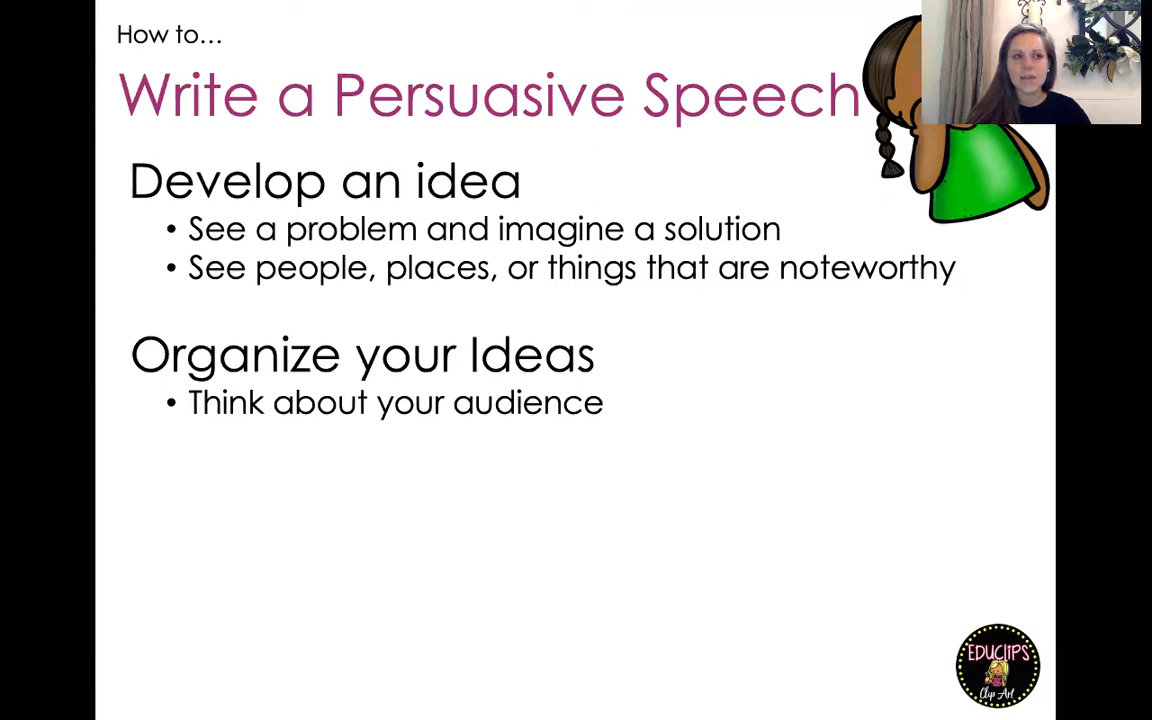 How to…
Write a Persuasive Speech
Develop an idea
• See a problem and imagine a solution
• See people, places, or things that are noteworthy
Organize your Ideas
• Think about your audience
EDUCLIPS
Clip Art